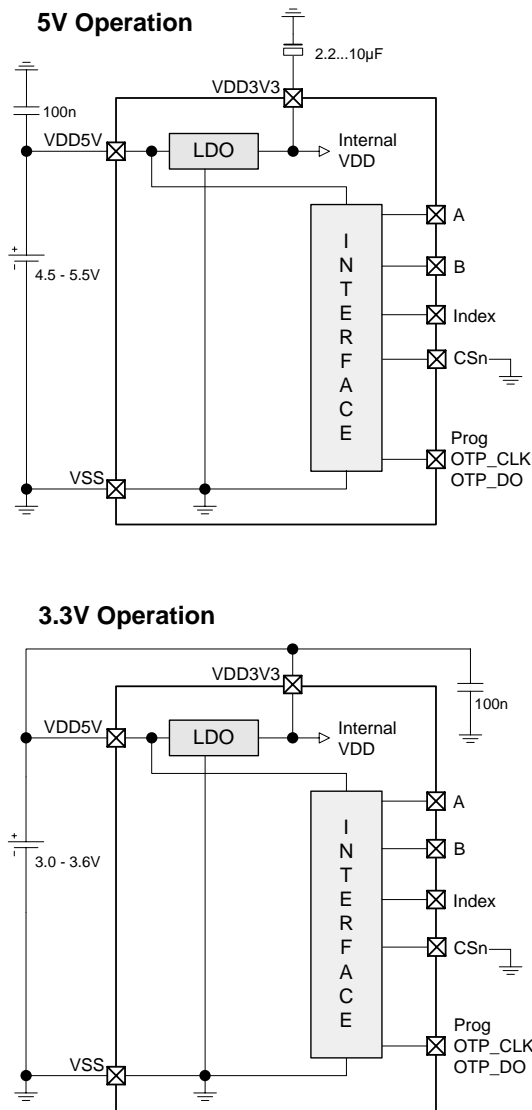 5V Operation
2.2...10µF
VDD3V3
100n
VDD5V
LDO
Internal
VDD
A
I
N
T
E
R
F
A
C
E
B
+
-
4.5 - 5.5V
Index
CSn
Prog
OTP_CLK
OTP_DO
VSS
3.3V Operation
VDD3V3
100n
VDD5V
LDO
Internal
VDD
A
I
N
T
E
R
F
A
C
E
+
-
3.0 - 3.6V
B
Index
CSn
Prog
OTP_CLK
OTP_DO
VSS